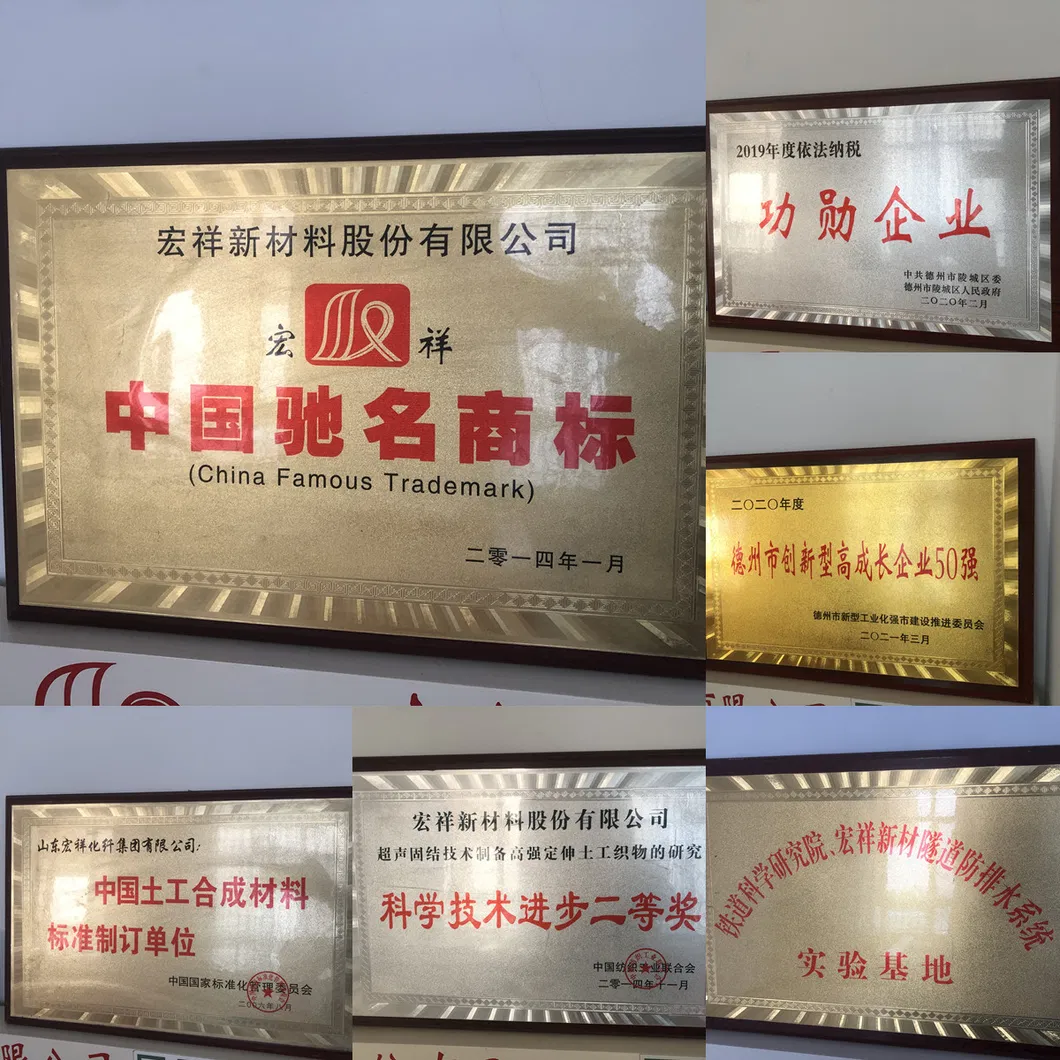 宏祥新材料股份有限公司
宏 祥
中国驰名商标
(China Famous Trademark)
二零一四年一月
2019年度依法纳税
功勋企业
中共德州市陵城区委
德州市陵城区人民政府
二〇二〇年二月
二〇二〇年度
德州市创新型高成长企业50强
德州市新型工业化强市建设推进委员会
二〇二一年三月
山东宏祥化纤集团有限公司:
中国土工合成材料
标准制订单位
中国国家标准化管理委员会
宏祥新材料股份有限公司
超声固结技术制备高强定伸土工织物的研究
科学技术进步二等奖
中国纺织工业联合会
二零一四年十一月
铁道科学研究院、宏祥新材隧道防排水系统
实验基地